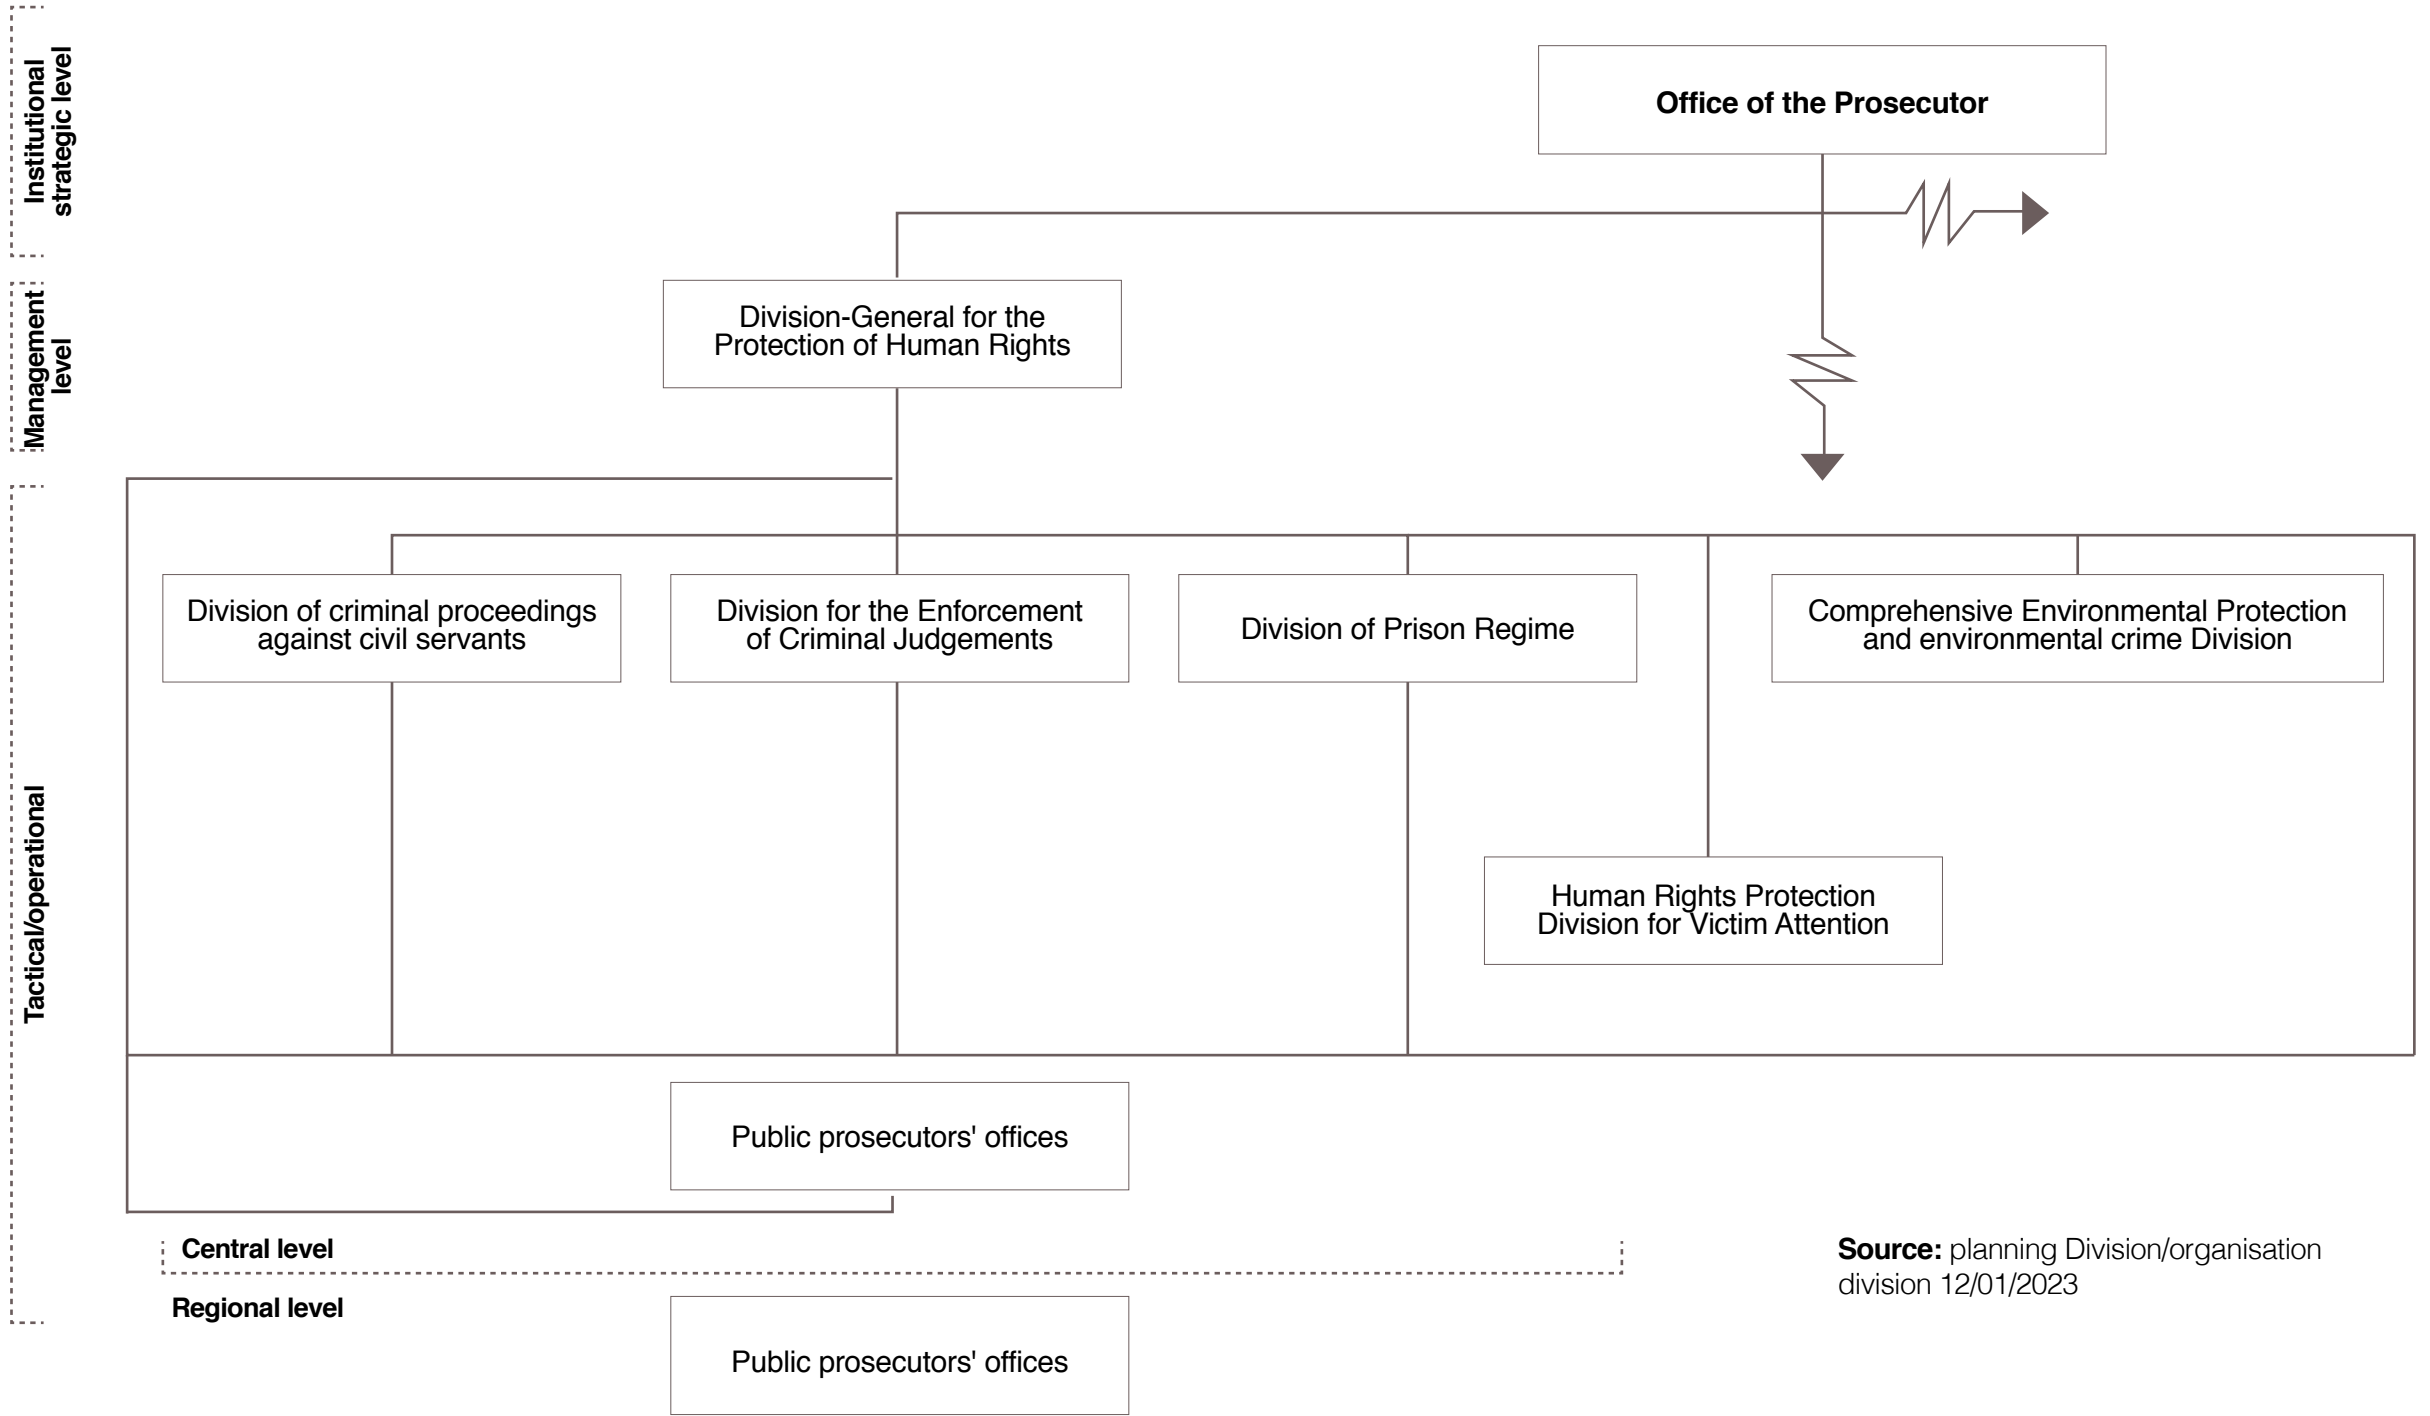 Institutional
strategic level
Office of the Prosecutor
Management
level
Division-General for the
Protection of Human Rights
Tactical/operational
Division of criminal proceedings
against civil servants
Division for the Enforcement
of Criminal Judgements
Division of Prison Regime
Comprehensive Environmental Protection
and environmental crime Division
Human Rights Protection
Division for Victim Attention
Public prosecutors' offices
Central level
Regional level
Public prosecutors' offices
Source: planning Division/organisation
division 12/01/2023